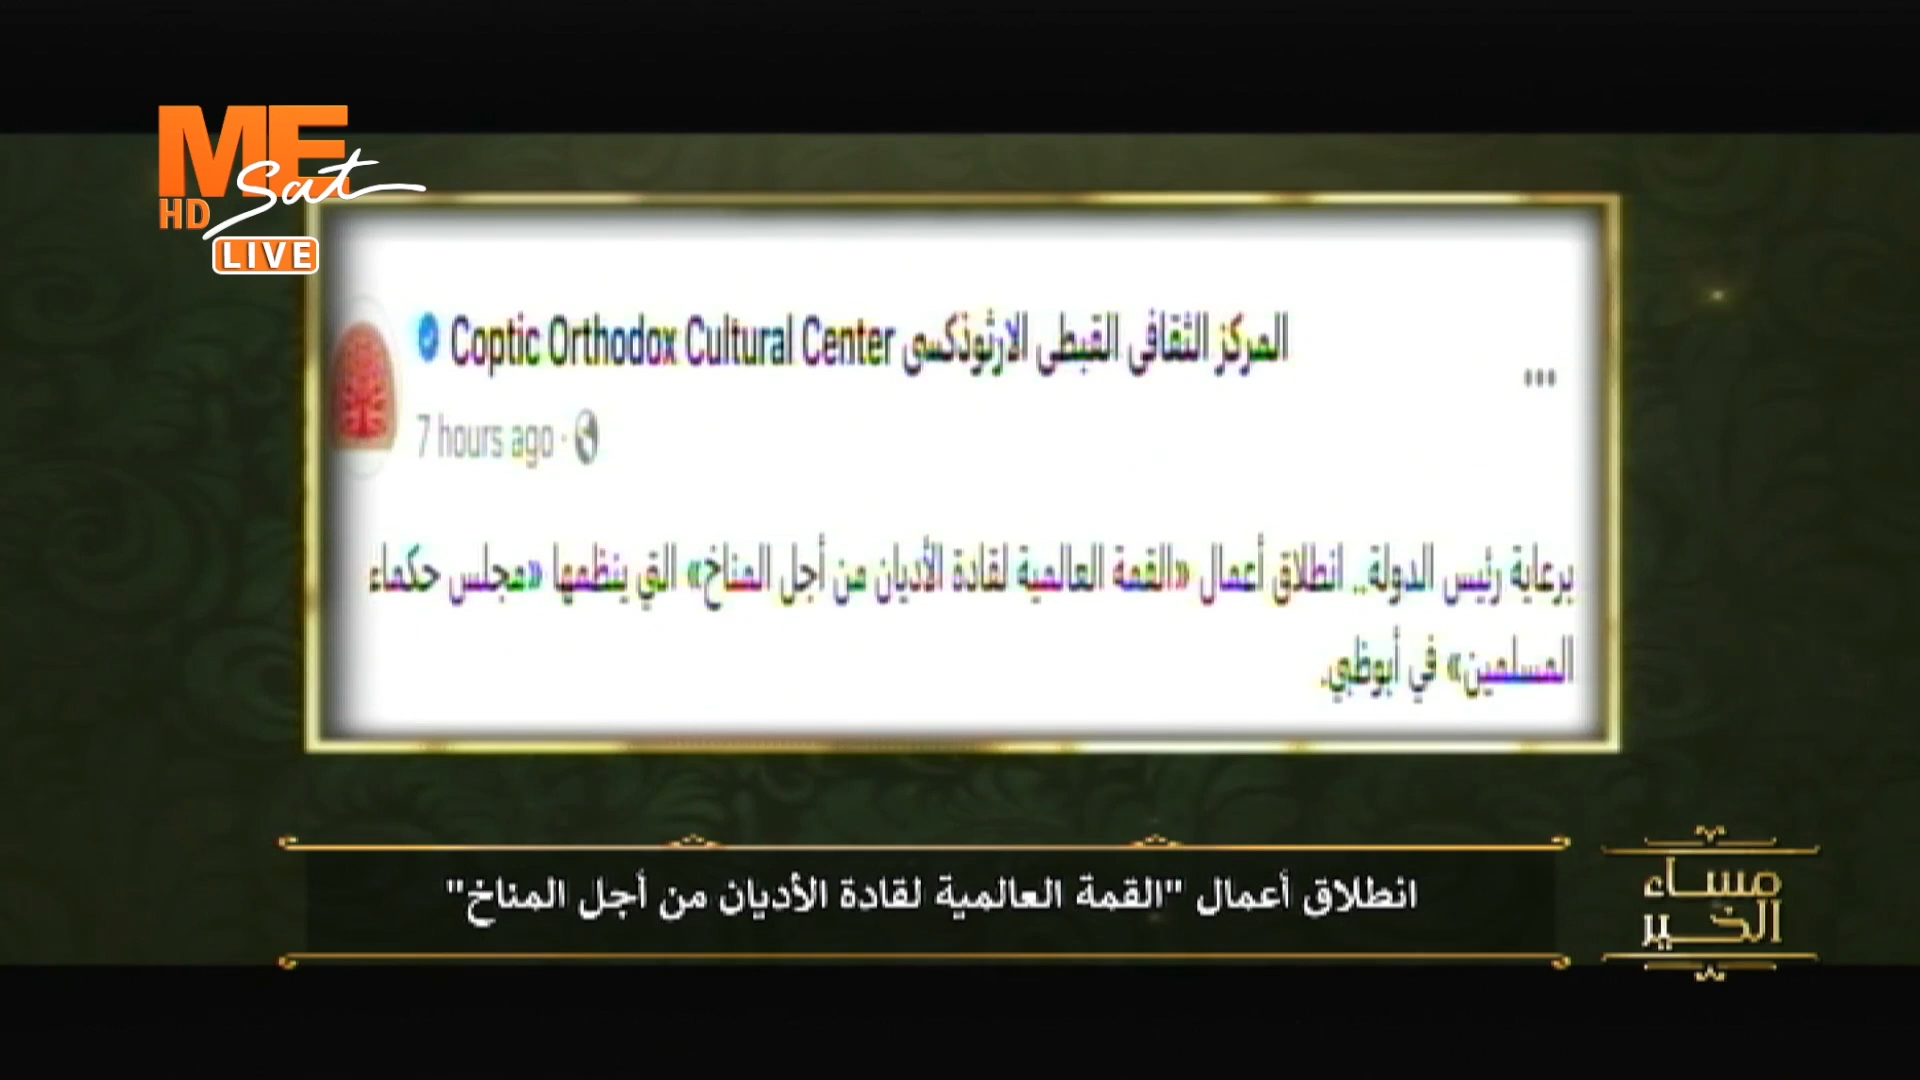 ME
Sat
HD
LIVE
Coptic Orthodox Cultural Center المركز الثقافى القبطى الارثوذكسى
...
7 hours ago ·
برعاية رئيس الدولة.. انطلاق أعمال «القمة العالمية لقادة الأديان من أجل المناخ» التي ينظمها «مجلس حكماء
المسلمين» في أبوظبي.
انطلاق أعمال "القمة العالمية لقادة الأديان من أجل المناخ"
مساء
الخير